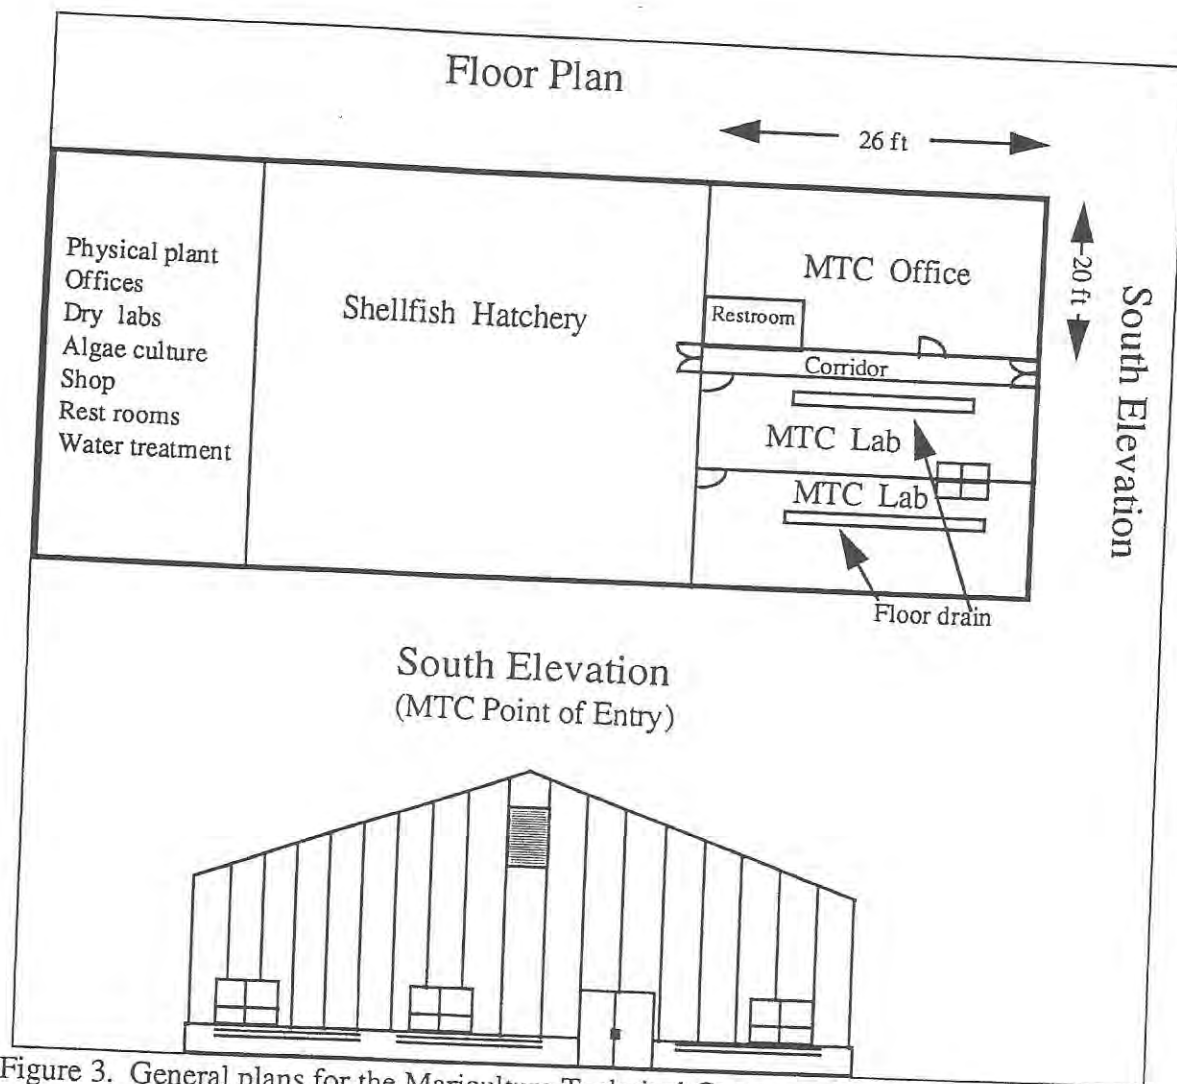 Floor Plan
26 ft
Physical plant
Offices
Dry labs
Algae culture
Shop
Rest rooms
Water treatment
Shellfish Hatchery
MTC Office
Restroom
Corridor
MTC Lab
MTC Lab
Floor drain
20 ft
South Elevation
South Elevation
(MTC Point of Entry)
Figure 3. General plans for the Mariculture Technical